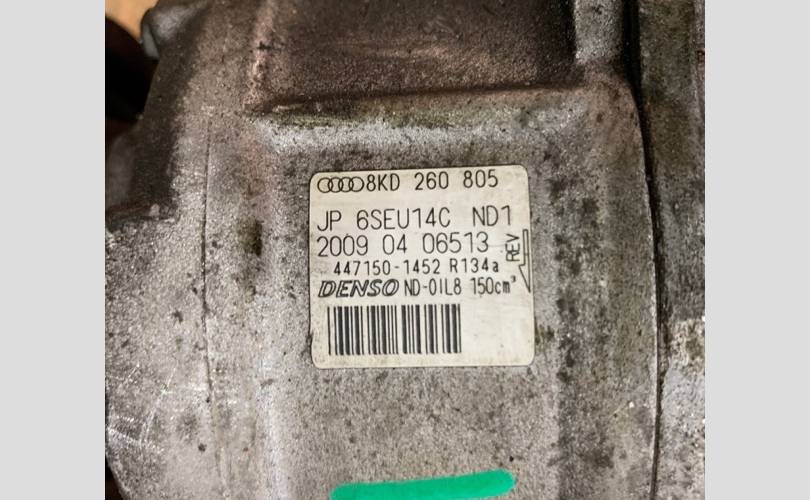 8KD 260 805
JP 6SEU14C ND1
2009 04 06513
REV
447150-1452 R134a
DENSO ND-OIL8 150cm³